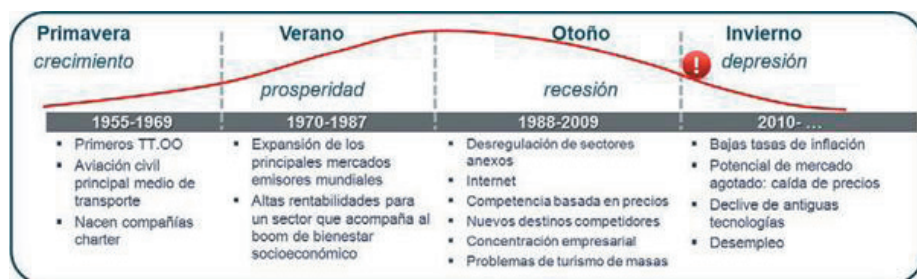 Primavera
crecimiento
Verano
prosperidad
Otoño
recesión
Invierno
!
depresión
1955-1969
1970-1987
1988-2009
2010- ...
▪ Primeros TT.OO
▪ Aviación civil
principal medio de
transporte
▪ Nacen compañías
charter
▪ Expansión de los
principales mercados
emisores mundiales
▪ Altas rentabilidades para
un sector que acompaña al
boom de bienestar
socioeconómico
▪ Desregulación de sectores
anexos
▪ Internet
▪ Competencia basada en precios
▪ Nuevos destinos competidores
▪ Concentración empresarial
▪ Problemas de turismo de masas
▪ Bajas tasas de inflación
▪ Potencial de mercado
agotado: caída de precios
▪ Declive de antiguas
tecnologías
▪ Desempleo